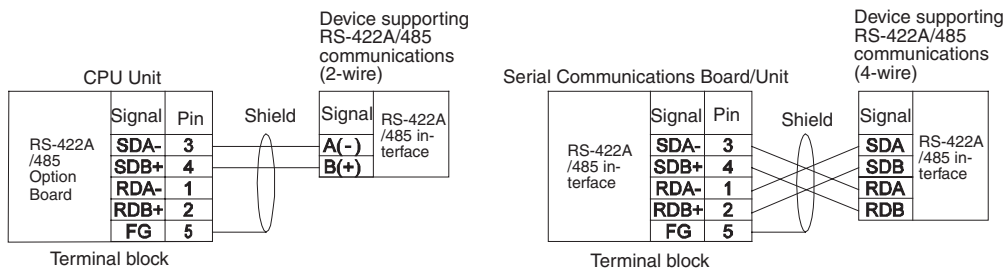 Device supporting
RS-422A/485
communications
(2-wire)
CPU Unit
Signal Pin
Shield
Signal
RS-422A
/485
Option
Board
SDA- 3
SDB+ 4
RDA- 1
RDB+ 2
FG 5
A(-)
B(+)
RS-422A
/485 in-
terface
Terminal block
Device supporting
RS-422A/485
communications
(4-wire)
Serial Communications Board/Unit
Signal Pin
Shield
Signal
RS-422A
/485 in-
terface
SDA- 3
SDB+ 4
RDA- 1
RDB+ 2
FG 5
SDA
SDB
RDA
RDB
RS-422A
/485 in-
terface
Terminal block